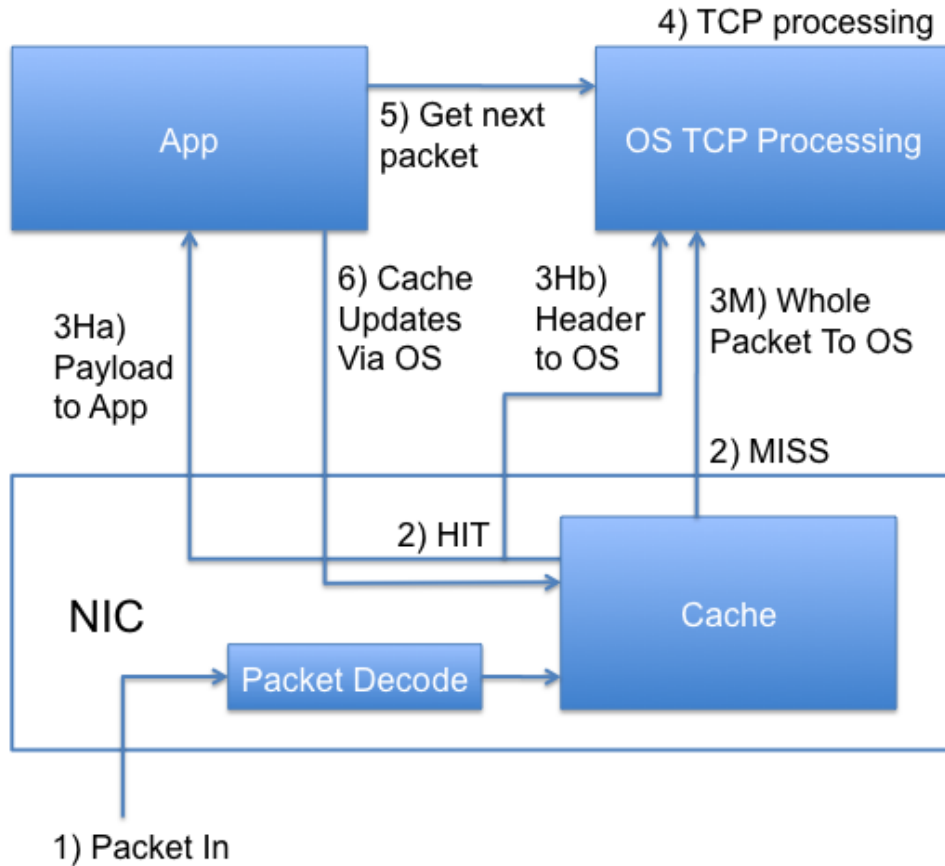 4) TCP processing
App
5) Get next
packet
OS TCP Processing
3Ha)
Payload
to App
6) Cache
Updates
Via OS
3Hb)
Header
to OS
3M) Whole
Packet To OS
2) MISS
2) HIT
NIC
Cache
Packet Decode
1) Packet In